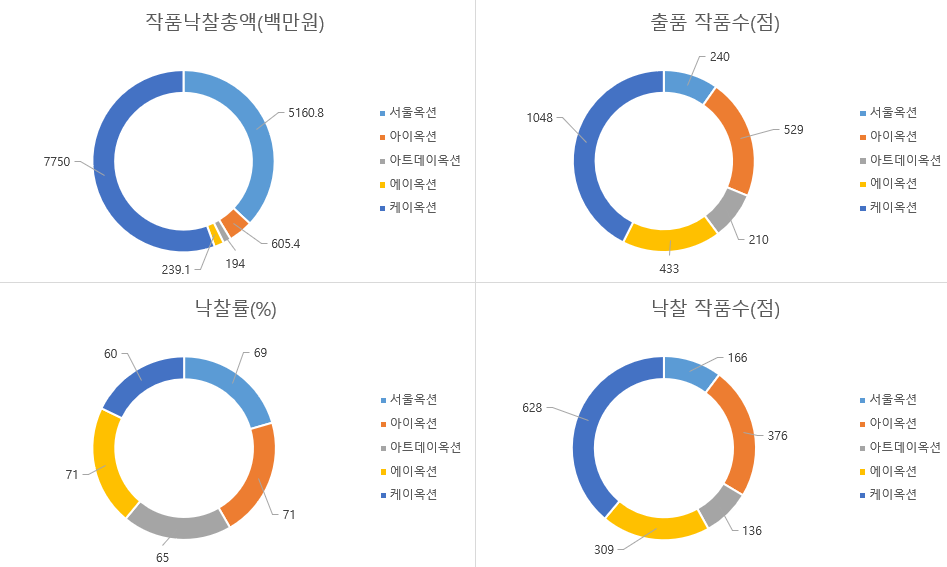 작품낙찰총액(백만원)
5160.8
7750
605.4
194
239.1
서울옥션
아이옥션
아트데이옥션
에이옥션
케이옥션
출품 작품수(점)
240
1048
529
210
433
서울옥션
아이옥션
아트데이옥션
에이옥션
케이옥션
낙찰률(%)
60
69
71
71
65
서울옥션
아이옥션
아트데이옥션
에이옥션
케이옥션
낙찰 작품수(점)
166
628
376
136
309
서울옥션
아이옥션
아트데이옥션
에이옥션
케이옥션